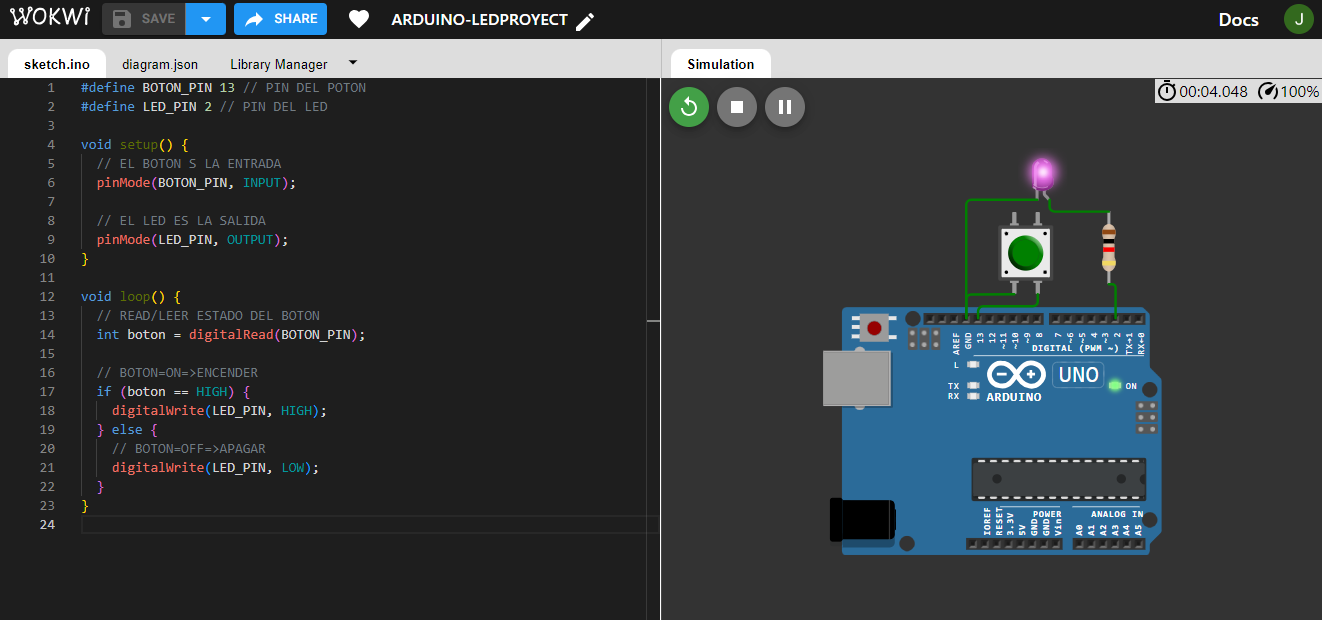 WOKWI SAVE SHARE ARDUINO-LEDPROYECT Docs J
sketch.ino diagram.json Library Manager Simulation
1 #define BOTON_PIN 13 // PIN DEL POTON
2 #define LED_PIN 2 // PIN DEL LED
3
4 void setup() {
5 // EL BOTON S LA ENTRADA
6 pinMode(BOTON_PIN, INPUT);
7
8 // EL LED ES LA SALIDA
9 pinMode(LED_PIN, OUTPUT);
10 }
11
12 void loop() {
13 // READ/LEER ESTADO DEL BOTON
14 int boton = digitalRead(BOTON_PIN);
15
16 // BOTON=ON=>ENCENDER
17 if (boton == HIGH) {
18 digitalWrite(LED_PIN, HIGH);
19 } else {
20 // BOTON=OFF=>APAGAR
21 digitalWrite(LED_PIN, LOW);
22 }
23 }
24
00:04.048 100%
AREF GND 13 12 ~11 ~10 ~9 8 7 ~6 ~5 4 ~3 2 TX→1 RX←0
DIGITAL (PWM ~)
L
UNO
TX ON
RX ARDUINO
POWER ANALOG IN
IOREF RESET 3.3V 5V GND GND Vin A0 A1 A2 A3 A4 A5